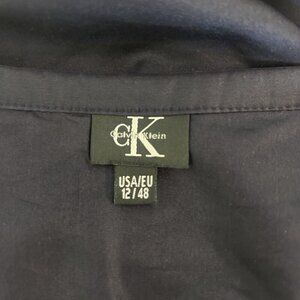 CK
Calvin Klein
USA/EU
12/48